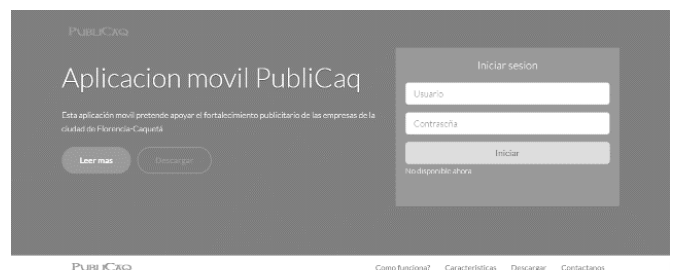 PUBLICAQ
Aplicacion movil PubliCaq
Esta aplicación movil pretende apoyar el fortalecimiento publicitario de las empresas de la
ciudad de Florencia-Caquetá
Leer mas
Descargar
Iniciar sesion
Usuario
Contraseña
Iniciar
No disponible ahora
PUBLICAQ
Como funciona? Caracteristicas Descargar Contactanos